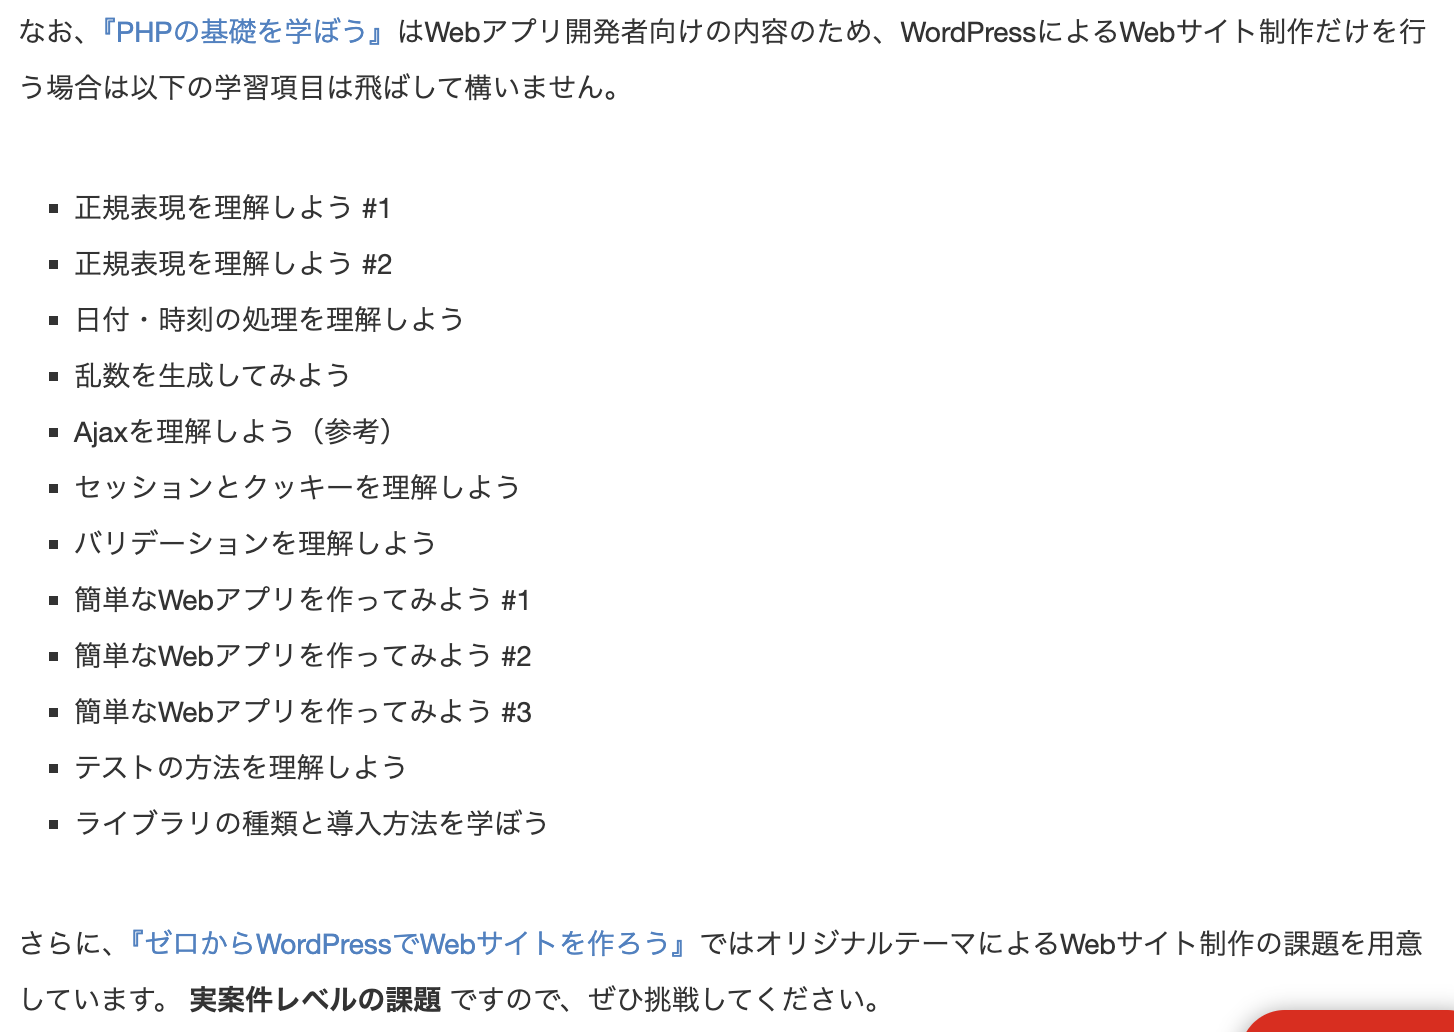 なお、『PHPの基礎を学ぼう』はWebアプリ開発者向けの内容のため、WordPressによるWebサイト制作だけを行
う場合は以下の学習項目は飛ばして構いません。
▪ 正規表現を理解しよう #1
▪ 正規表現を理解しよう #2
▪ 日付・時刻の処理を理解しよう
▪ 乱数を生成してみよう
▪ Ajaxを理解しよう（参考）
▪ セッションとクッキーを理解しよう
▪ バリデーションを理解しよう
▪ 簡単なWebアプリを作ってみよう #1
▪ 簡単なWebアプリを作ってみよう #2
▪ 簡単なWebアプリを作ってみよう #3
▪ テストの方法を理解しよう
▪ ライブラリの種類と導入方法を学ぼう
さらに、『ゼロからWordPressでWebサイトを作ろう』ではオリジナルテーマによるWebサイト制作の課題を用意
しています。 実案件レベルの課題 ですので、ぜひ挑戦してください。